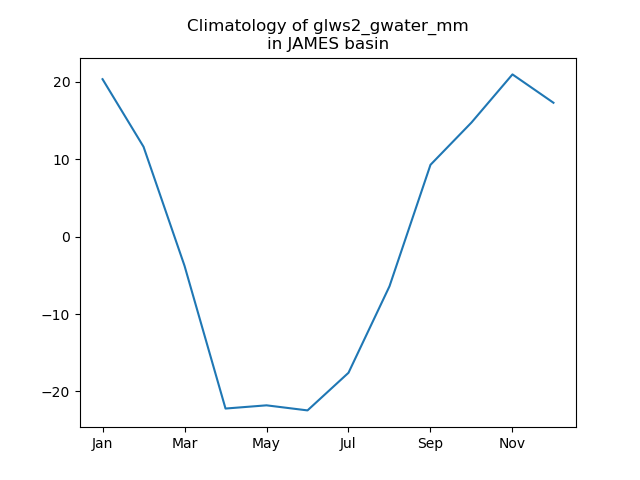 Climatology of glws2_gwater_mm
in JAMES basin
20
10
0
−10
−20
Jan
Mar
May
Jul
Sep
Nov